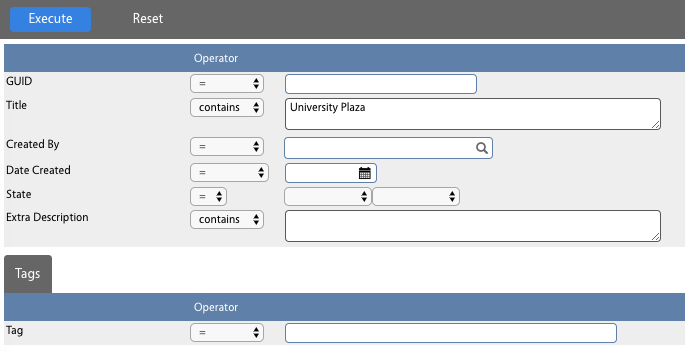 Execute Reset
Operator
GUID =
Title contains University Plaza
Created By =
Date Created =
State =
Extra Description contains
Tags
Operator
Tag =